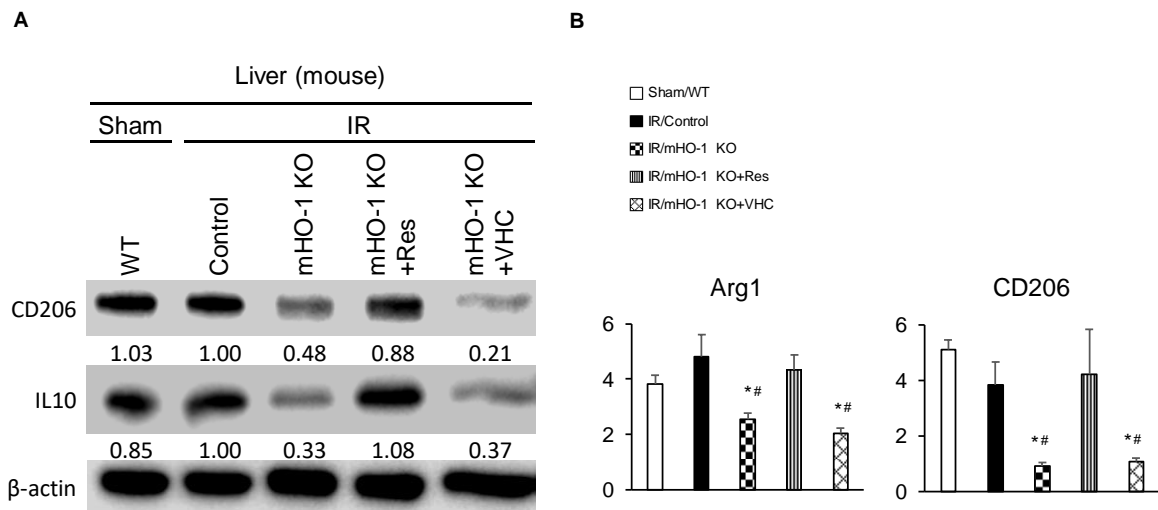 A
Liver (mouse)
Sham IR
WT
Control
mHO-1 KO
mHO-1 KO
+Res
mHO-1 KO
+VHC
CD206
1.03 1.00 0.48 0.88 0.21
IL10
0.85 1.00 0.33 1.08 0.37
β-actin
B
Sham/WT
IR/Control
IR/mHO-1 KO
IR/mHO-1 KO+Res
IR/mHO-1 KO+VHC
Arg1
6
4
2
0
*#
*#
CD206
6
4
2
0
*#
*#